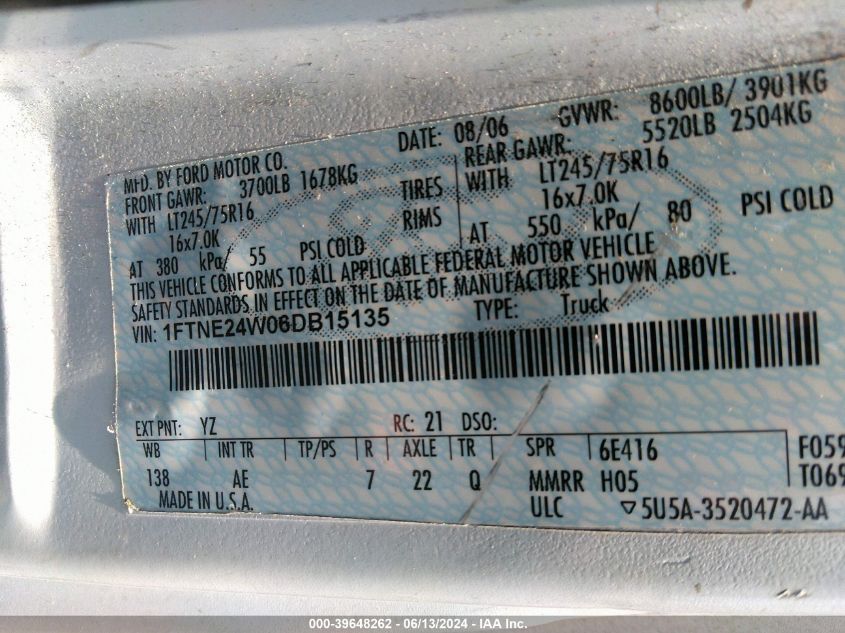 MFD. BY FORD MOTOR CO. DATE: 08/06 GVWR: 8600LB/ 3901KG
FRONT GAWR: 3700LB 1678KG REAR GAWR: 5520LB 2504KG
WITH LT245/75R16 TIRES WITH LT245/75R16
16x7.0K RIMS 16x7.0K
AT 380 kPa/ 55 PSI COLD AT 550 kPa/ 80 PSI COLD
THIS VEHICLE CONFORMS TO ALL APPLICABLE FEDERAL MOTOR VEHICLE
SAFETY STANDARDS IN EFFECT ON THE DATE OF MANUFACTURE SHOWN ABOVE.
VIN: 1FTNE24W06DB15135 TYPE: Truck
EXT PNT: YZ RC: 21 DSO:
WB INT TR TP/PS R AXLE TR SPR 6E416 F059
138 AE 7 22 Q MMRR H05 T069
MADE IN U.S.A. ULC ▽5U5A-3520472-AA
000-39648262 - 06/13/2024 - IAA Inc.